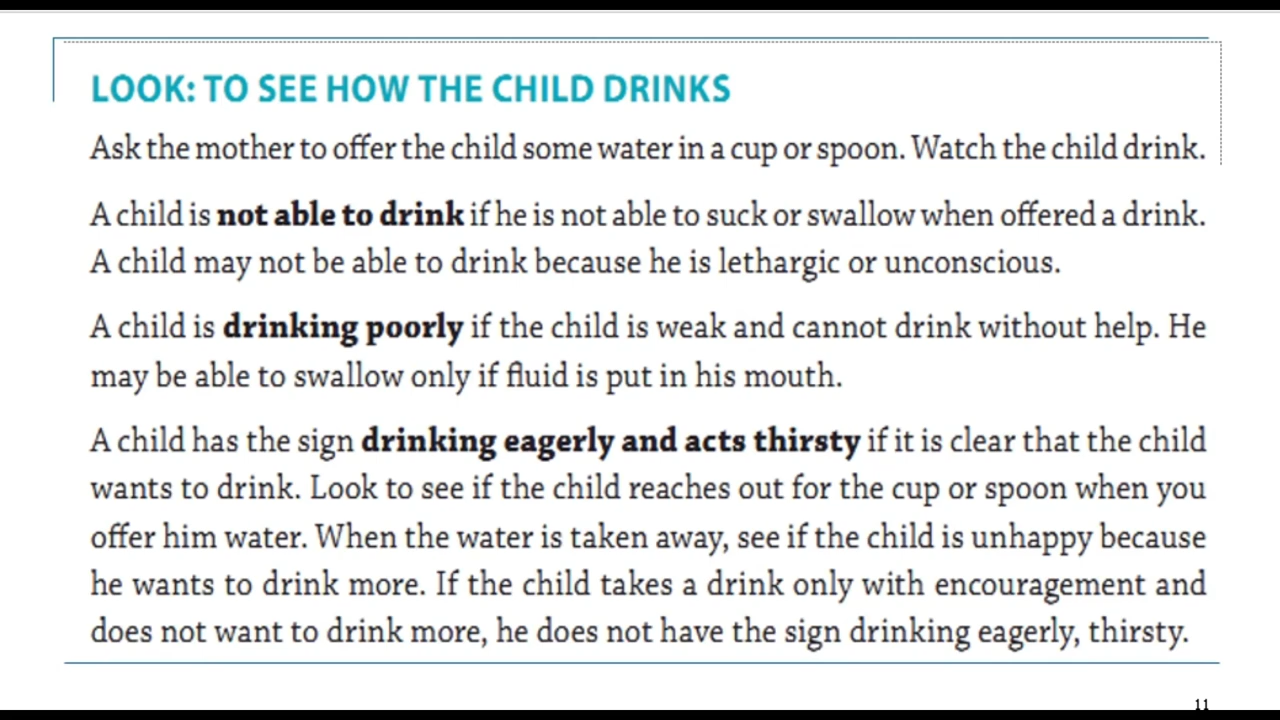 LOOK: TO SEE HOW THE CHILD DRINKS
Ask the mother to offer the child some water in a cup or spoon. Watch the child drink.
A child is not able to drink if he is not able to suck or swallow when offered a drink.
A child may not be able to drink because he is lethargic or unconscious.
A child is drinking poorly if the child is weak and cannot drink without help. He
may be able to swallow only if fluid is put in his mouth.
A child has the sign drinking eagerly and acts thirsty if it is clear that the child
wants to drink. Look to see if the child reaches out for the cup or spoon when you
offer him water. When the water is taken away, see if the child is unhappy because
he wants to drink more. If the child takes a drink only with encouragement and
does not want to drink more, he does not have the sign drinking eagerly, thirsty.
11